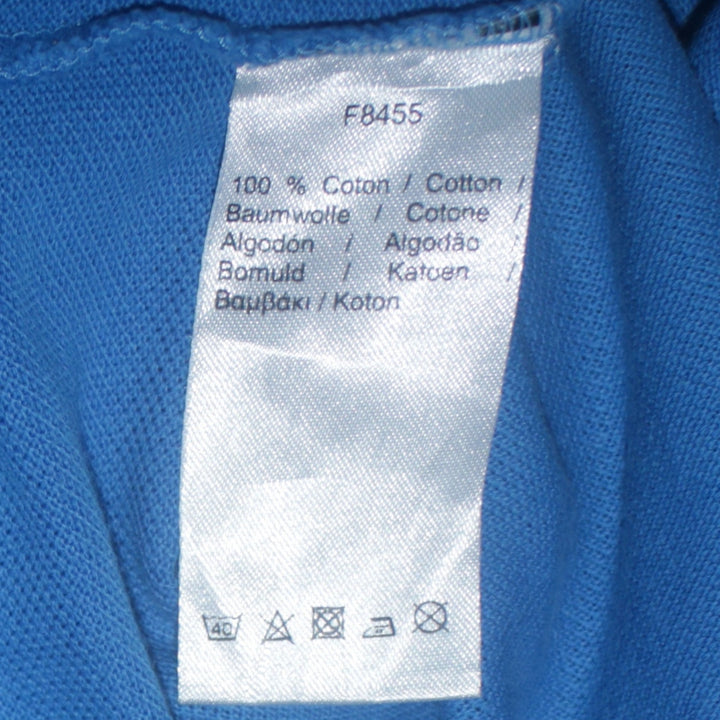 F8455
100 % Coton / Cotton /
Baumwolle / Cotone /
Algodón / Algodão /
Bomuld / Katoen /
Βαμβάκι / Koton
40